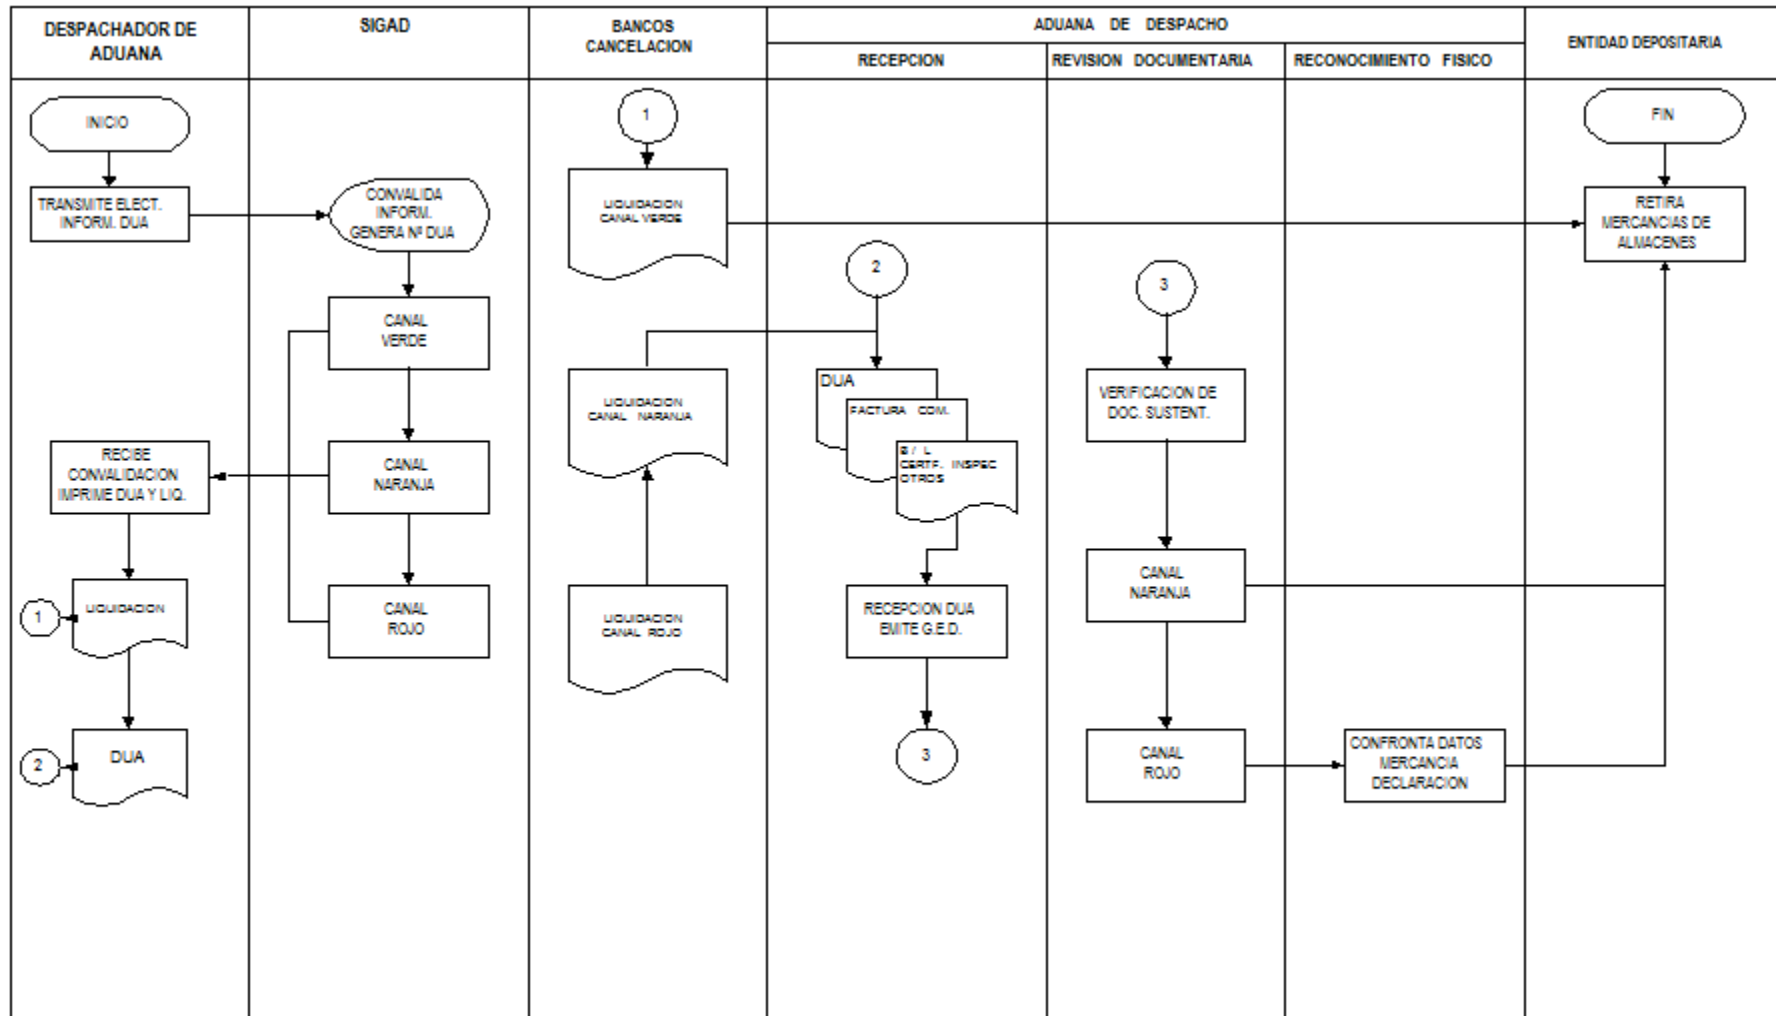 DESPACHADOR DE
ADUANA
SIGAD
BANCOS
CANCELACION
ADUANA DE DESPACHO
RECEPCION
REVISION DOCUMENTARIA
RECONOCIMIENTO FISICO
ENTIDAD DEPOSITARIA
INICIO
TRANSMITE ELECT.
INFORM. DUA
RECIBE
CONVALIDACION
IMPRIME DUA Y LIQ.
LIQUIDACION
1
DUA
2
CONVALIDA
INFORM.
GENERA Nº DUA
CANAL
VERDE
CANAL
NARANJA
CANAL
ROJO
1
LIQUIDACION
CANAL VERDE
LIQUIDACION
CANAL NARANJA
LIQUIDACION
CANAL ROJO
2
DUA
FACTURA COM.
B / L
CERTF. INSPEC
OTROS
RECEPCION DUA
EMITE G.E.D.
3
3
VERIFICACION DE
DOC. SUSTENT.
CANAL
NARANJA
CANAL
ROJO
CONFRONTA DATOS
MERCANCIA
DECLARACION
FIN
RETIRA
MERCANCIAS DE
ALMACENES